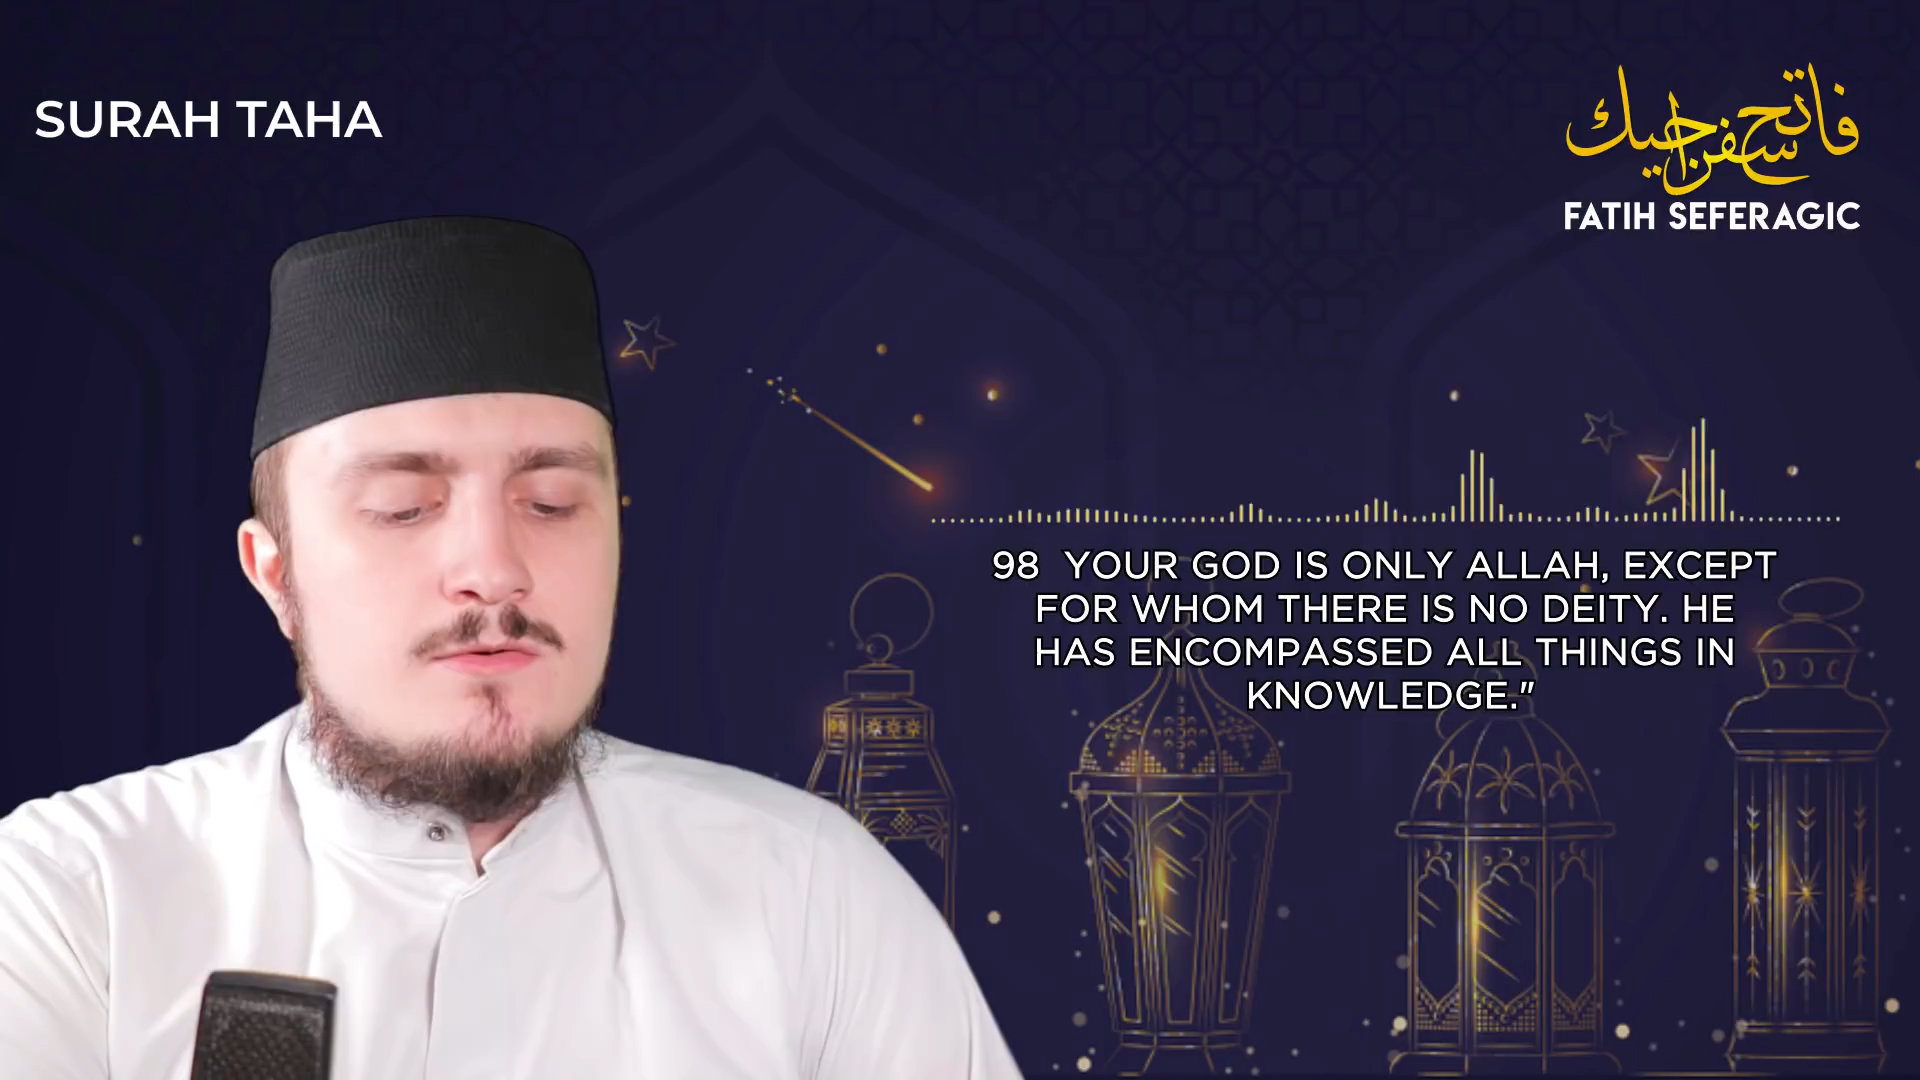 SURAH TAHA
فاتح سفراجيك
FATIH SEFERAGIC
98 YOUR GOD IS ONLY ALLAH, EXCEPT
FOR WHOM THERE IS NO DEITY. HE
HAS ENCOMPASSED ALL THINGS IN
KNOWLEDGE."